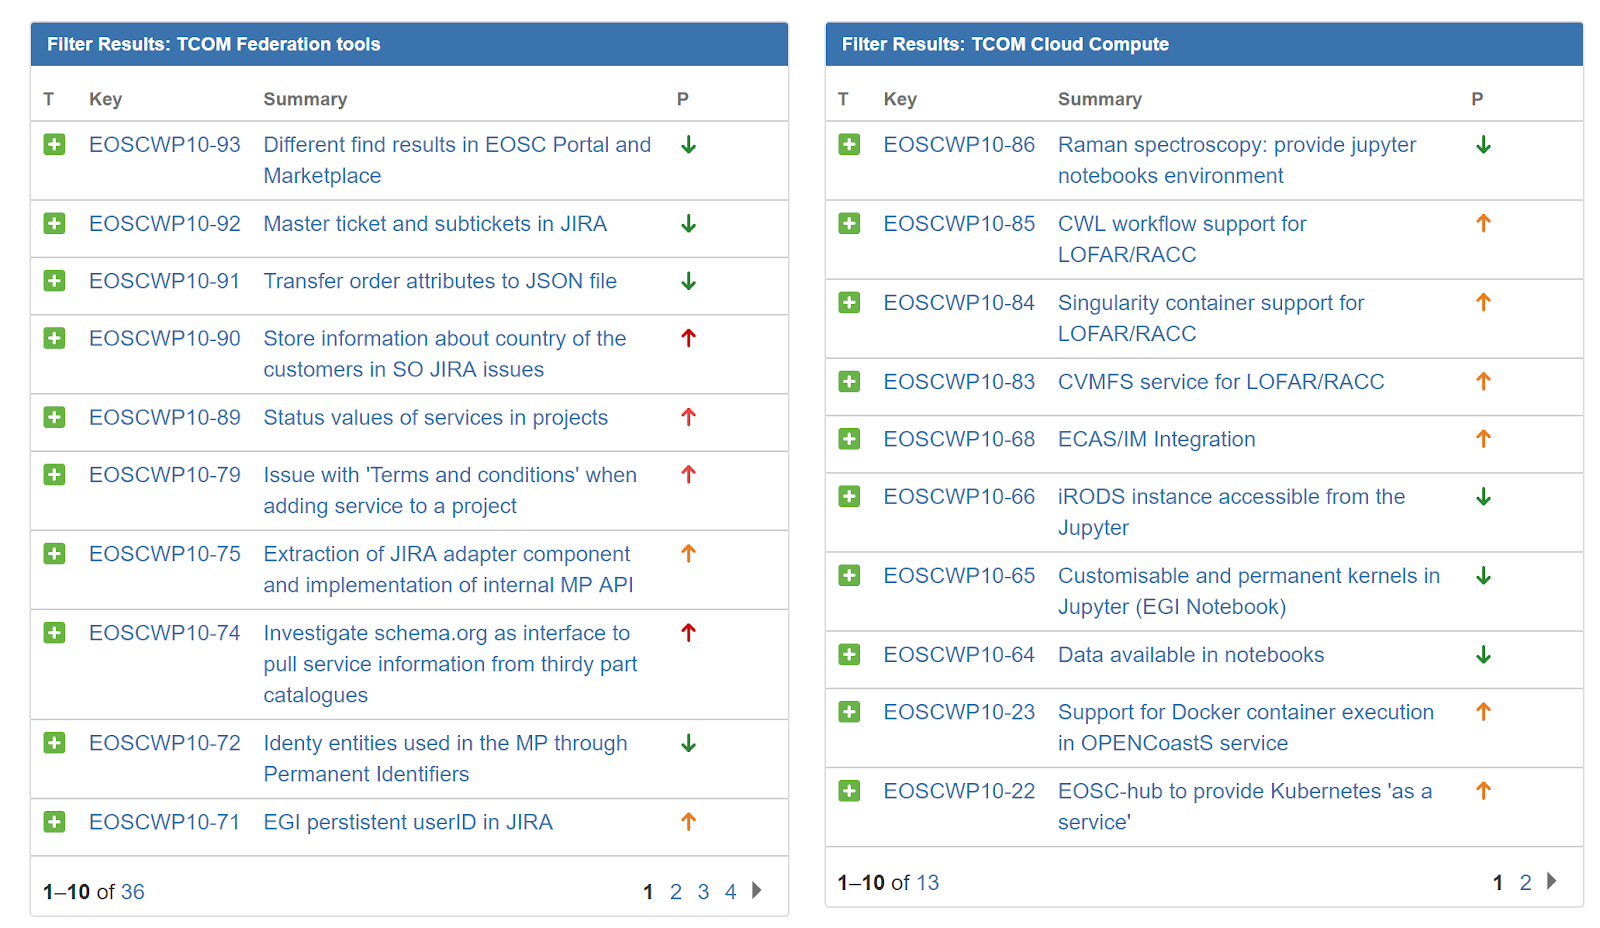 Filter Results: TCOM Federation tools
T Key Summary P
EOSCWP10-93 Different find results in EOSC Portal and
Marketplace
EOSCWP10-92 Master ticket and subtickets in JIRA
EOSCWP10-91 Transfer order attributes to JSON file
EOSCWP10-90 Store information about country of the
customers in SO JIRA issues
EOSCWP10-89 Status values of services in projects
EOSCWP10-79 Issue with 'Terms and conditions' when
adding service to a project
EOSCWP10-75 Extraction of JIRA adapter component
and implementation of internal MP API
EOSCWP10-74 Investigate schema.org as interface to
pull service information from thirdy part
catalogues
EOSCWP10-72 Identy entities used in the MP through
Permanent Identifiers
EOSCWP10-71 EGI perstistent userID in JIRA
1–10 of 36 1 2 3 4
Filter Results: TCOM Cloud Compute
T Key Summary P
EOSCWP10-86 Raman spectroscopy: provide jupyter
notebooks environment
EOSCWP10-85 CWL workflow support for
LOFAR/RACC
EOSCWP10-84 Singularity container support for
LOFAR/RACC
EOSCWP10-83 CVMFS service for LOFAR/RACC
EOSCWP10-68 ECAS/IM Integration
EOSCWP10-66 iRODS instance accessible from the
Jupyter
EOSCWP10-65 Customisable and permanent kernels in
Jupyter (EGI Notebook)
EOSCWP10-64 Data available in notebooks
EOSCWP10-23 Support for Docker container execution
in OPENCoastS service
EOSCWP10-22 EOSC-hub to provide Kubernetes 'as a
service'
1–10 of 13 1 2